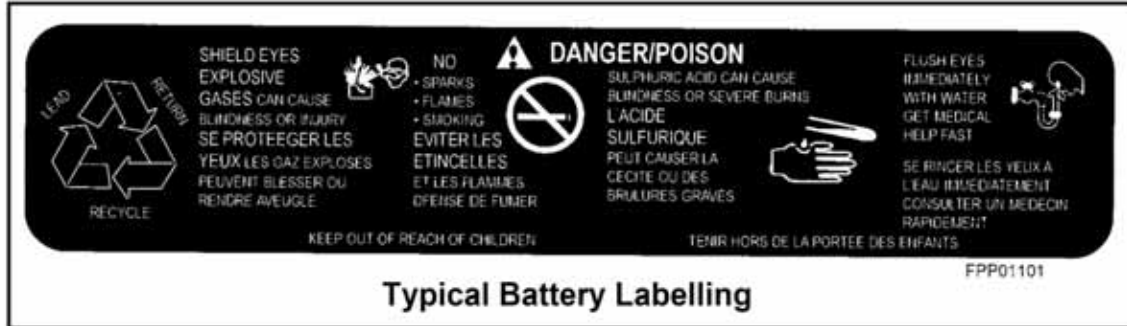 LEAD
RETURN
RECYCLE
SHIELD EYES
EXPLOSIVE
GASES CAN CAUSE
BLINDNESS OR INJURY
SE PROTEEGER LES
YEUX LES GAZ EXPLOSES
PEUVENT BLESSER OU
RENDRE AVEUGLE
NO
• SPARKS
• FLAMES
• SMOKING
EVITER LES
ETINCELLES
ET LES FLAMMES
DFENSE DE FUMER
DANGER/POISON
SULPHURIC ACID CAN CAUSE
BLINDNESS OR SEVERE BURNS
L'ACIDE
SULFURIQUE
PEUT CAUSER LA
CECITE OU DES
BRULURES GRAVES
FLUSH EYES
IMMEDIATELY
WITH WATER
GET MEDICAL
HELP FAST
SE RINCER LES YEUX A
L'EAU IMMEDIATEMENT
CONSULTER UN MEDECIN
RAPIDEMENT
KEEP OUT OF REACH OF CHILDREN
TENIR HORS DE LA PORTEE DES ENFANTS
FPP01101
Typical Battery Labelling